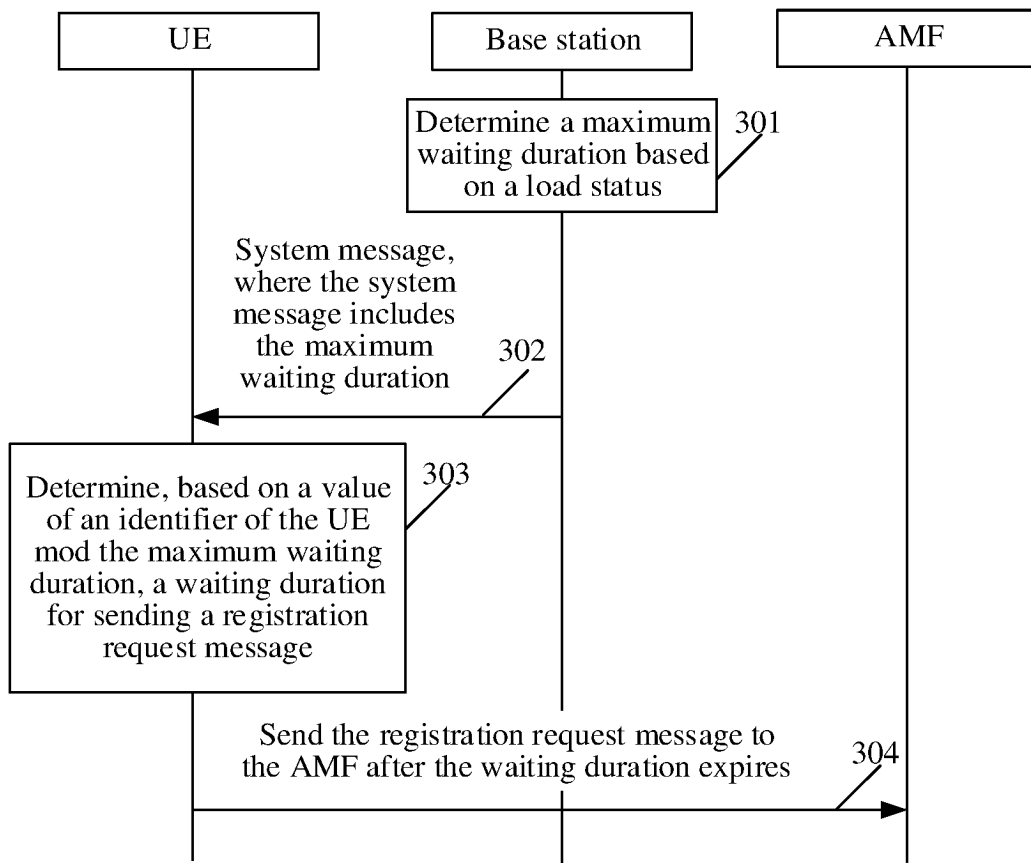 UE
Base station
AMF
Determine a maximum
waiting duration based
on a load status
301
System message,
where the system
message includes
the maximum
waiting duration
302
Determine, based on a value
of an identifier of the UE
mod the maximum waiting
duration, a waiting duration
for sending a registration
request message
303
Send the registration request message to
the AMF after the waiting duration expires
304